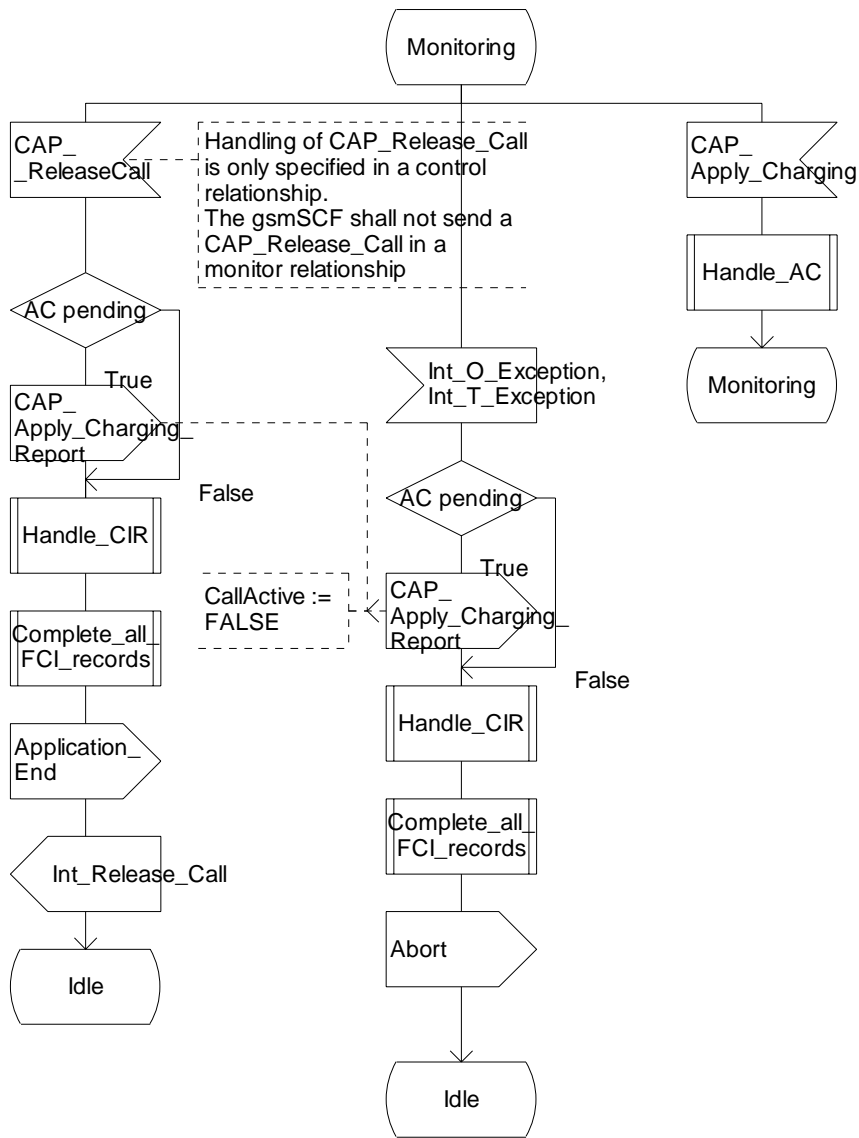 Monitoring
CAP_
_ReleaseCall
Handling of CAP_Release_Call
is only specified in a control
relationship.
The gsmSCF shall not send a
CAP_Release_Call in a
monitor relationship
CAP_
Apply_Charging
Handle_AC
Monitoring
AC pending
True
CAP_
Apply_Charging_
Report
False
Handle_CIR
Complete_all_
FCI_records
Application_
End
Int_Release_Call
Idle
Int_O_Exception,
Int_T_Exception
AC pending
True
CallActive :=
FALSE
CAP_
Apply_Charging_
Report
False
Handle_CIR
Complete_all_
FCI_records
Abort
Idle